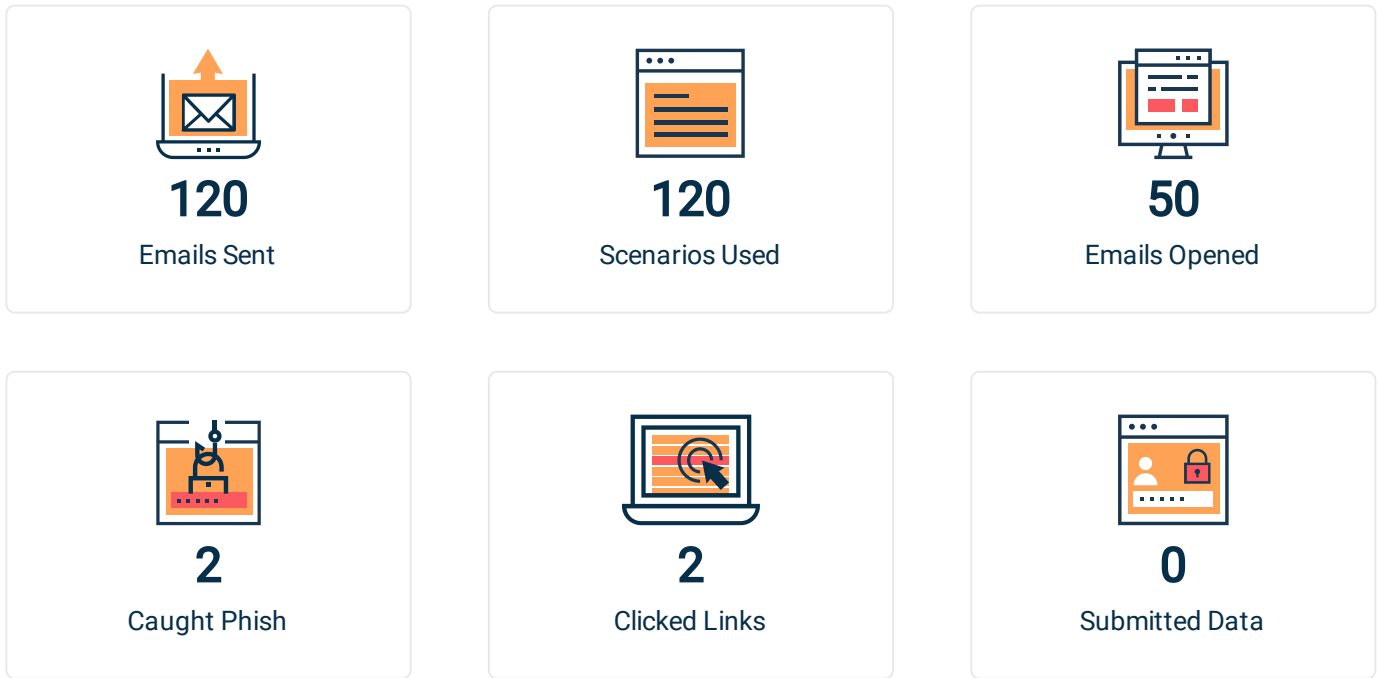 120
Emails Sent
120
Scenarios Used
50
Emails Opened
2
Caught Phish
2
Clicked Links
0
Submitted Data